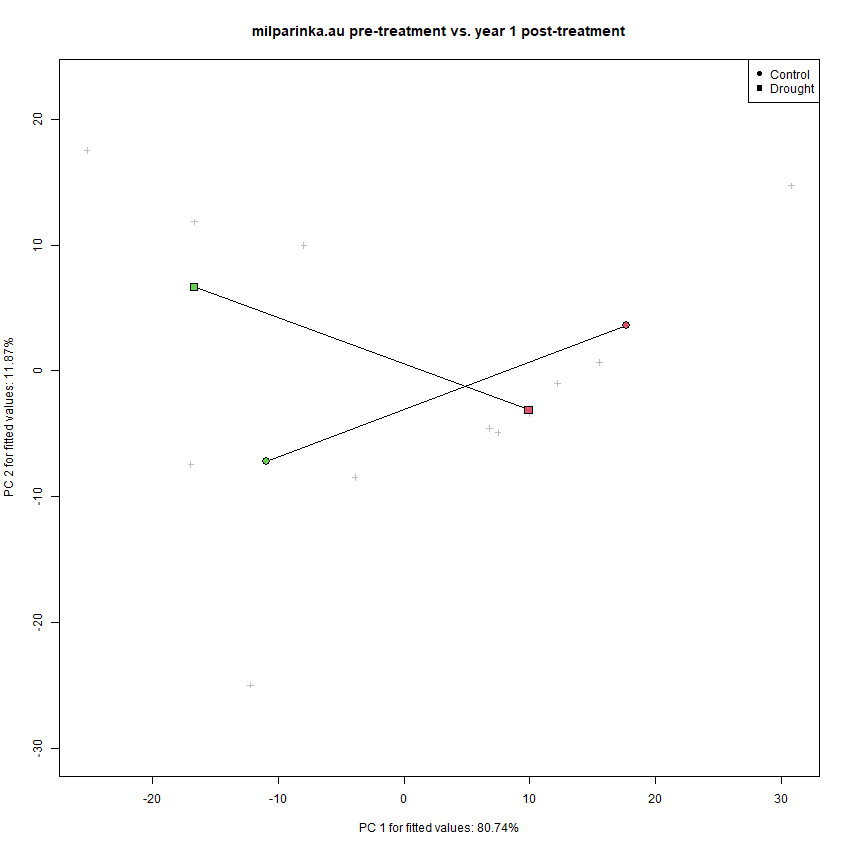 milparinka.au pre-treatment vs. year 1 post-treatment
Control
Drought
20
10
0
-10
-20
-30
PC 2 for fitted values: 11.87%
-20
-10
0
10
20
30
PC 1 for fitted values: 80.74%